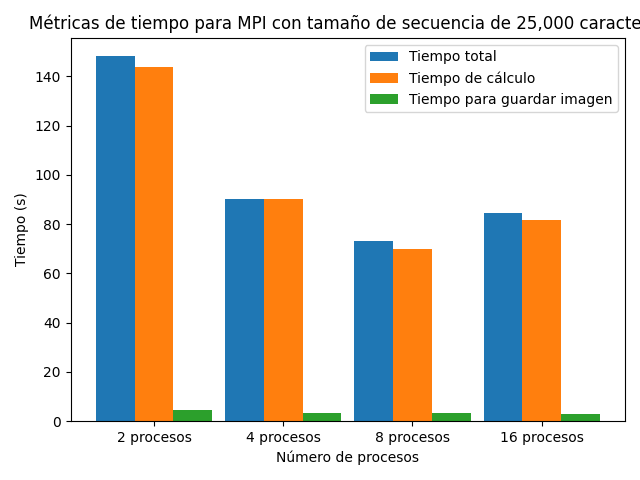 Métricas de tiempo para MPI con tamaño de secuencia de 25,000 caracte
Tiempo total
Tiempo de cálculo
Tiempo para guardar imagen
Tiempo (s)
140
120
100
80
60
40
20
0
2 procesos
4 procesos
8 procesos
16 procesos
Número de procesos